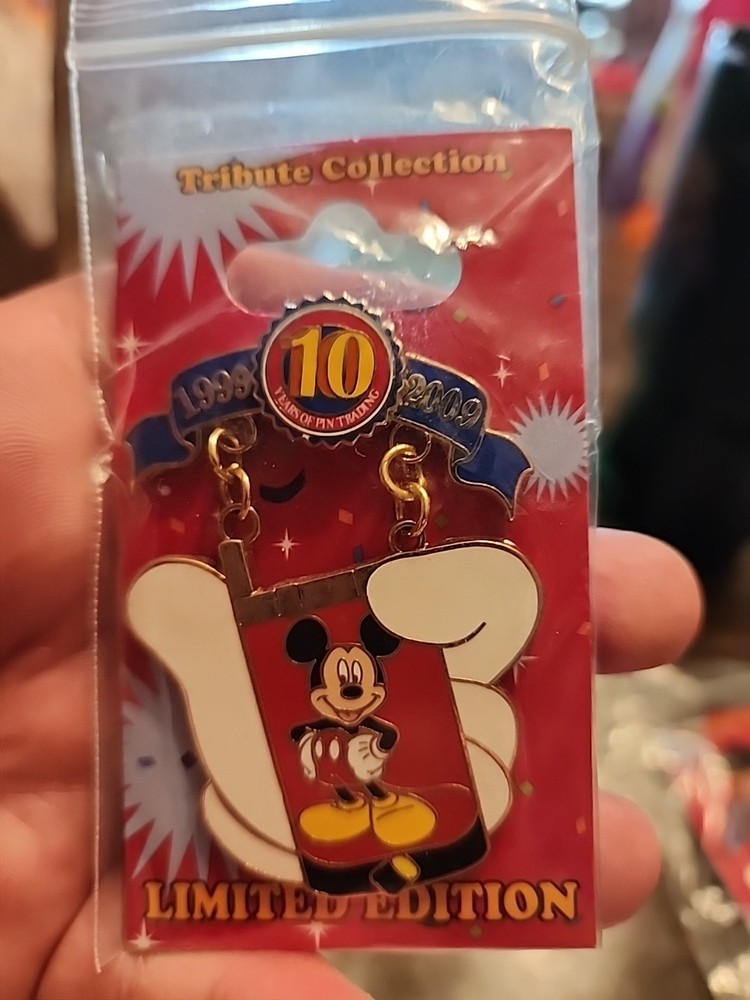 Tribute Collection
1999
10
2009
YEARS OF PIN TRADING
LIMITED EDITION